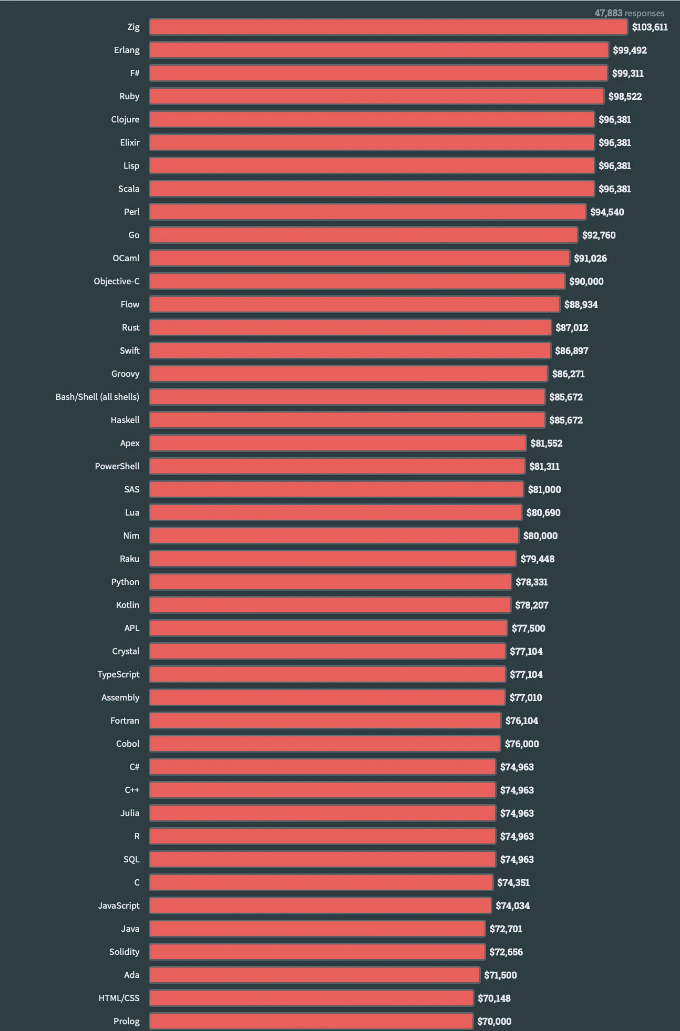 47,883 responses
Zig $103,611
Erlang $99,492
F# $99,311
Ruby $98,522
Clojure $96,381
Elixir $96,381
Lisp $96,381
Scala $96,381
Perl $94,540
Go $92,760
OCaml $91,026
Objective-C $90,000
Flow $88,934
Rust $87,012
Swift $86,897
Groovy $86,271
Bash/Shell (all shells) $85,672
Haskell $85,672
Apex $81,552
PowerShell $81,311
SAS $81,000
Lua $80,690
Nim $80,000
Raku $79,448
Python $78,331
Kotlin $78,207
APL $77,500
Crystal $77,104
TypeScript $77,104
Assembly $77,010
Fortran $76,104
Cobol $76,000
C# $74,963
C++ $74,963
Julia $74,963
R $74,963
SQL $74,963
C $74,351
JavaScript $74,034
Java $72,701
Solidity $72,656
Ada $71,500
HTML/CSS $70,148
Prolog $70,000